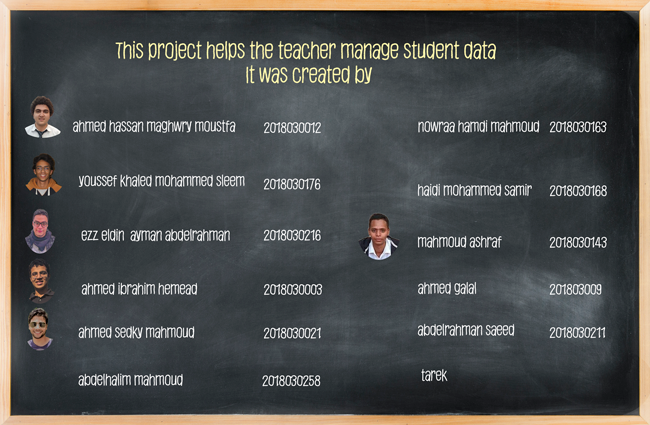 This project helps the teacher manage student data
It was created by
ahmed hassan maghwry moustfa 2018030012
youssef khaled mohammed sleem 2018030176
ezz eldin ayman abdelrahman 2018030216
ahmed ibrahim hemead 2018030003
ahmed sedky mahmoud 2018030021
abdelhalim mahmoud 2018030258
nowraa hamdi mahmoud 2018030163
haidi mohammed samir 2018030168
mahmoud ashraf 2018030143
ahmed galal 201803009
abdelrahman saeed 2018030211
tarek